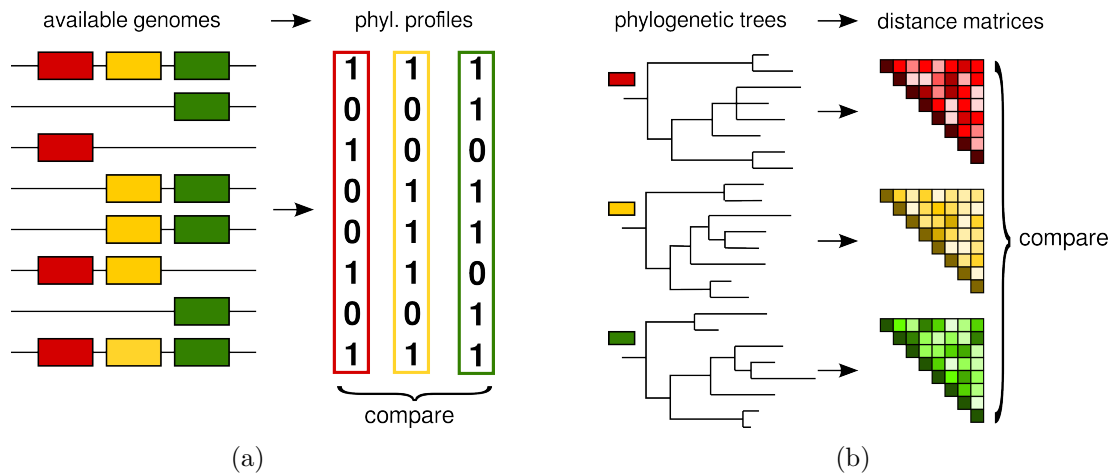 available genomes
phyl. profiles
1 1 1
0 0 1
1 0 0
0 1 1
0 1 1
1 1 0
0 0 1
1 1 1
compare
(a)
phylogenetic trees
distance matrices
compare
(b)